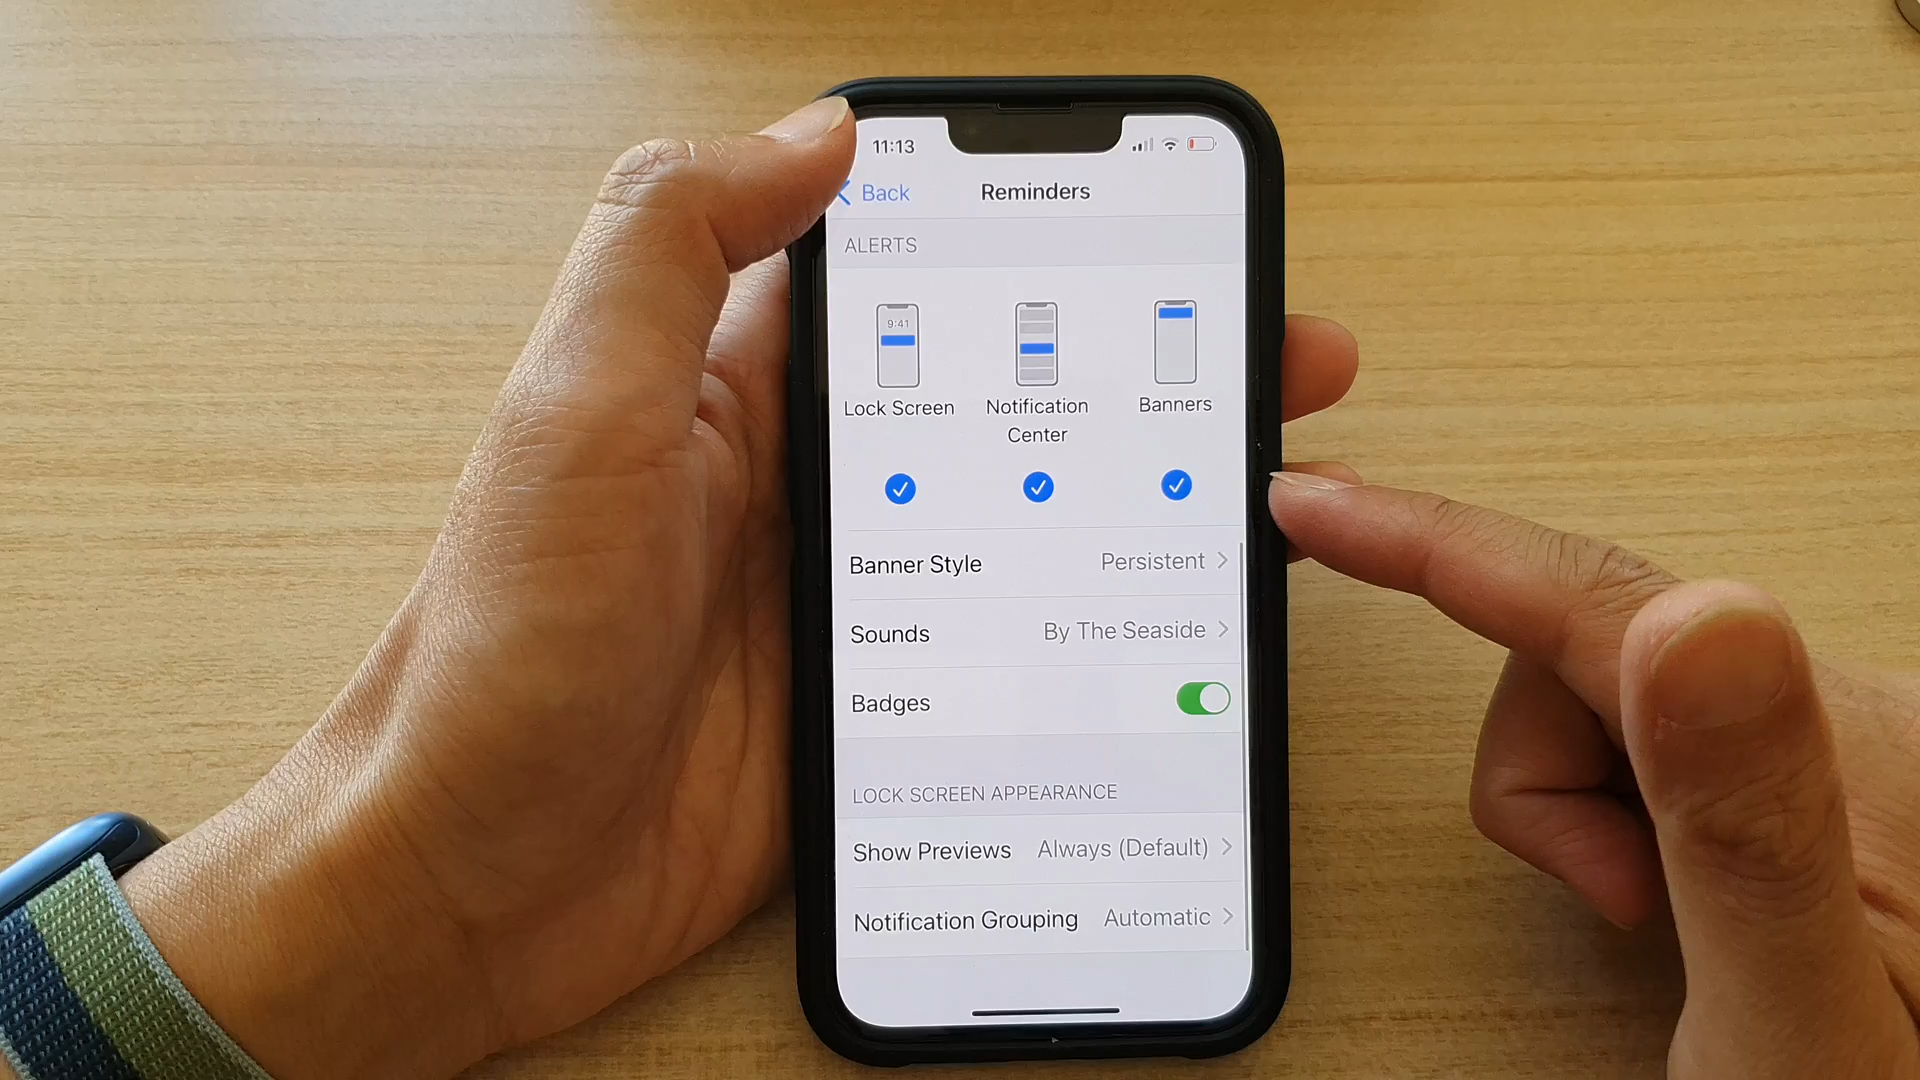 11:13
Back
Reminders
ALERTS
9:41
Lock Screen
Notification
Center
Banners
Banner Style Persistent
Sounds By The Seaside
Badges
LOCK SCREEN APPEARANCE
Show Previews Always (Default)
Notification Grouping Automatic